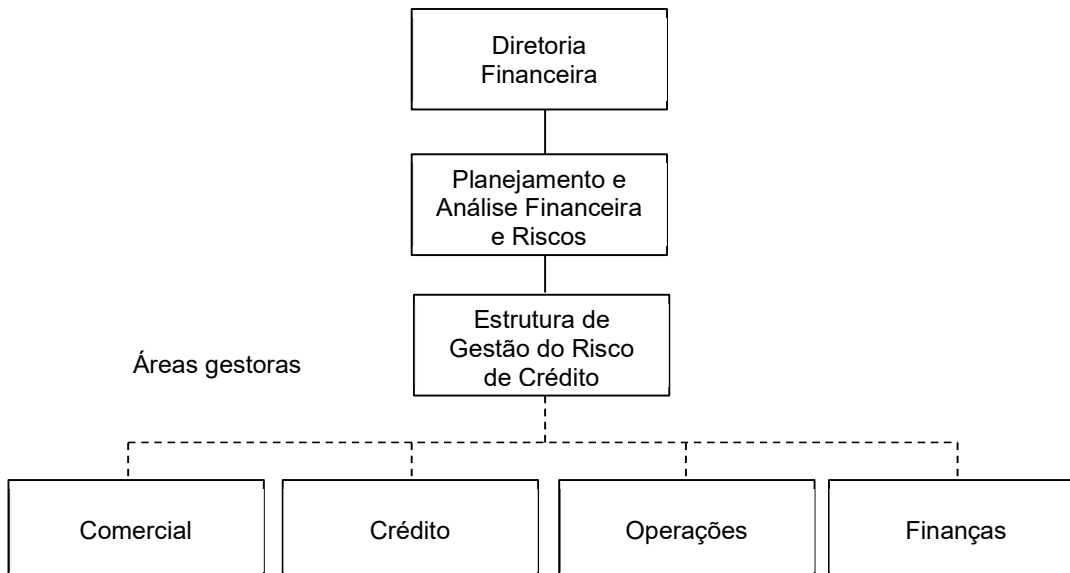 Diretoria
Financeira
Planejamento e
Análise Financeira
e Riscos
Estrutura de
Gestão do Risco
de Crédito
Áreas gestoras
Comercial
Crédito
Operações
Finanças